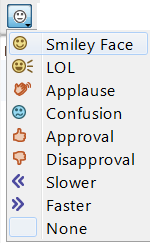 Smiley Face
LOL
Applause
Confusion
Approval
Disapproval
Slower
Faster
None